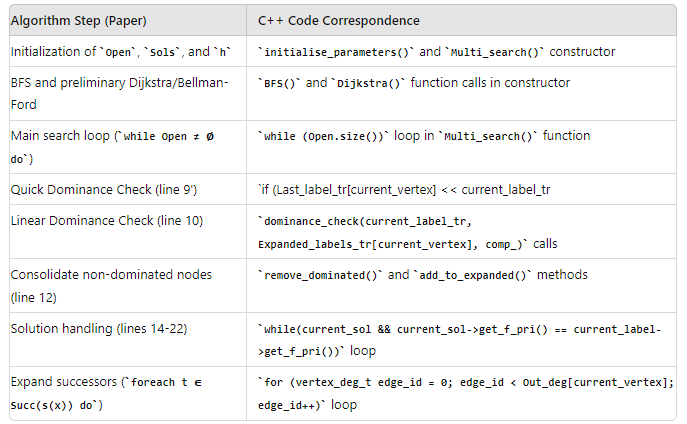 Algorithm Step (Paper)
C++ Code Correspondence
Initialization of `Open`, `Sols`, and `h`
`initialise_parameters()` and `Multi_search()` constructor
BFS and preliminary Dijkstra/Bellman-
Ford
`BFS()` and `Dijkstra()` function calls in constructor
Main search loop (`while Open ≠ Ø
do`)
`while (Open.size())` loop in `Multi_search()` function
Quick Dominance Check (line 9')
`if (Last_label_tr[current_vertex] << current_label_tr
Linear Dominance Check (line 10)
`dominance_check(current_label_tr,
Expanded_labels_tr[current_vertex], comp_)` calls
Consolidate non-dominated nodes
(line 12)
`remove_dominated()` and `add_to_expanded()` methods
Solution handling (lines 14-22)
`while(current_sol && current_sol->get_f_pri() == current_label-
>get_f_pri())` loop
Expand successors (`foreach t ∈
Succ(s(x)) do`)
`for (vertex_deg_t edge_id = 0; edge_id < Out_deg[current_vertex];
edge_id++)` loop